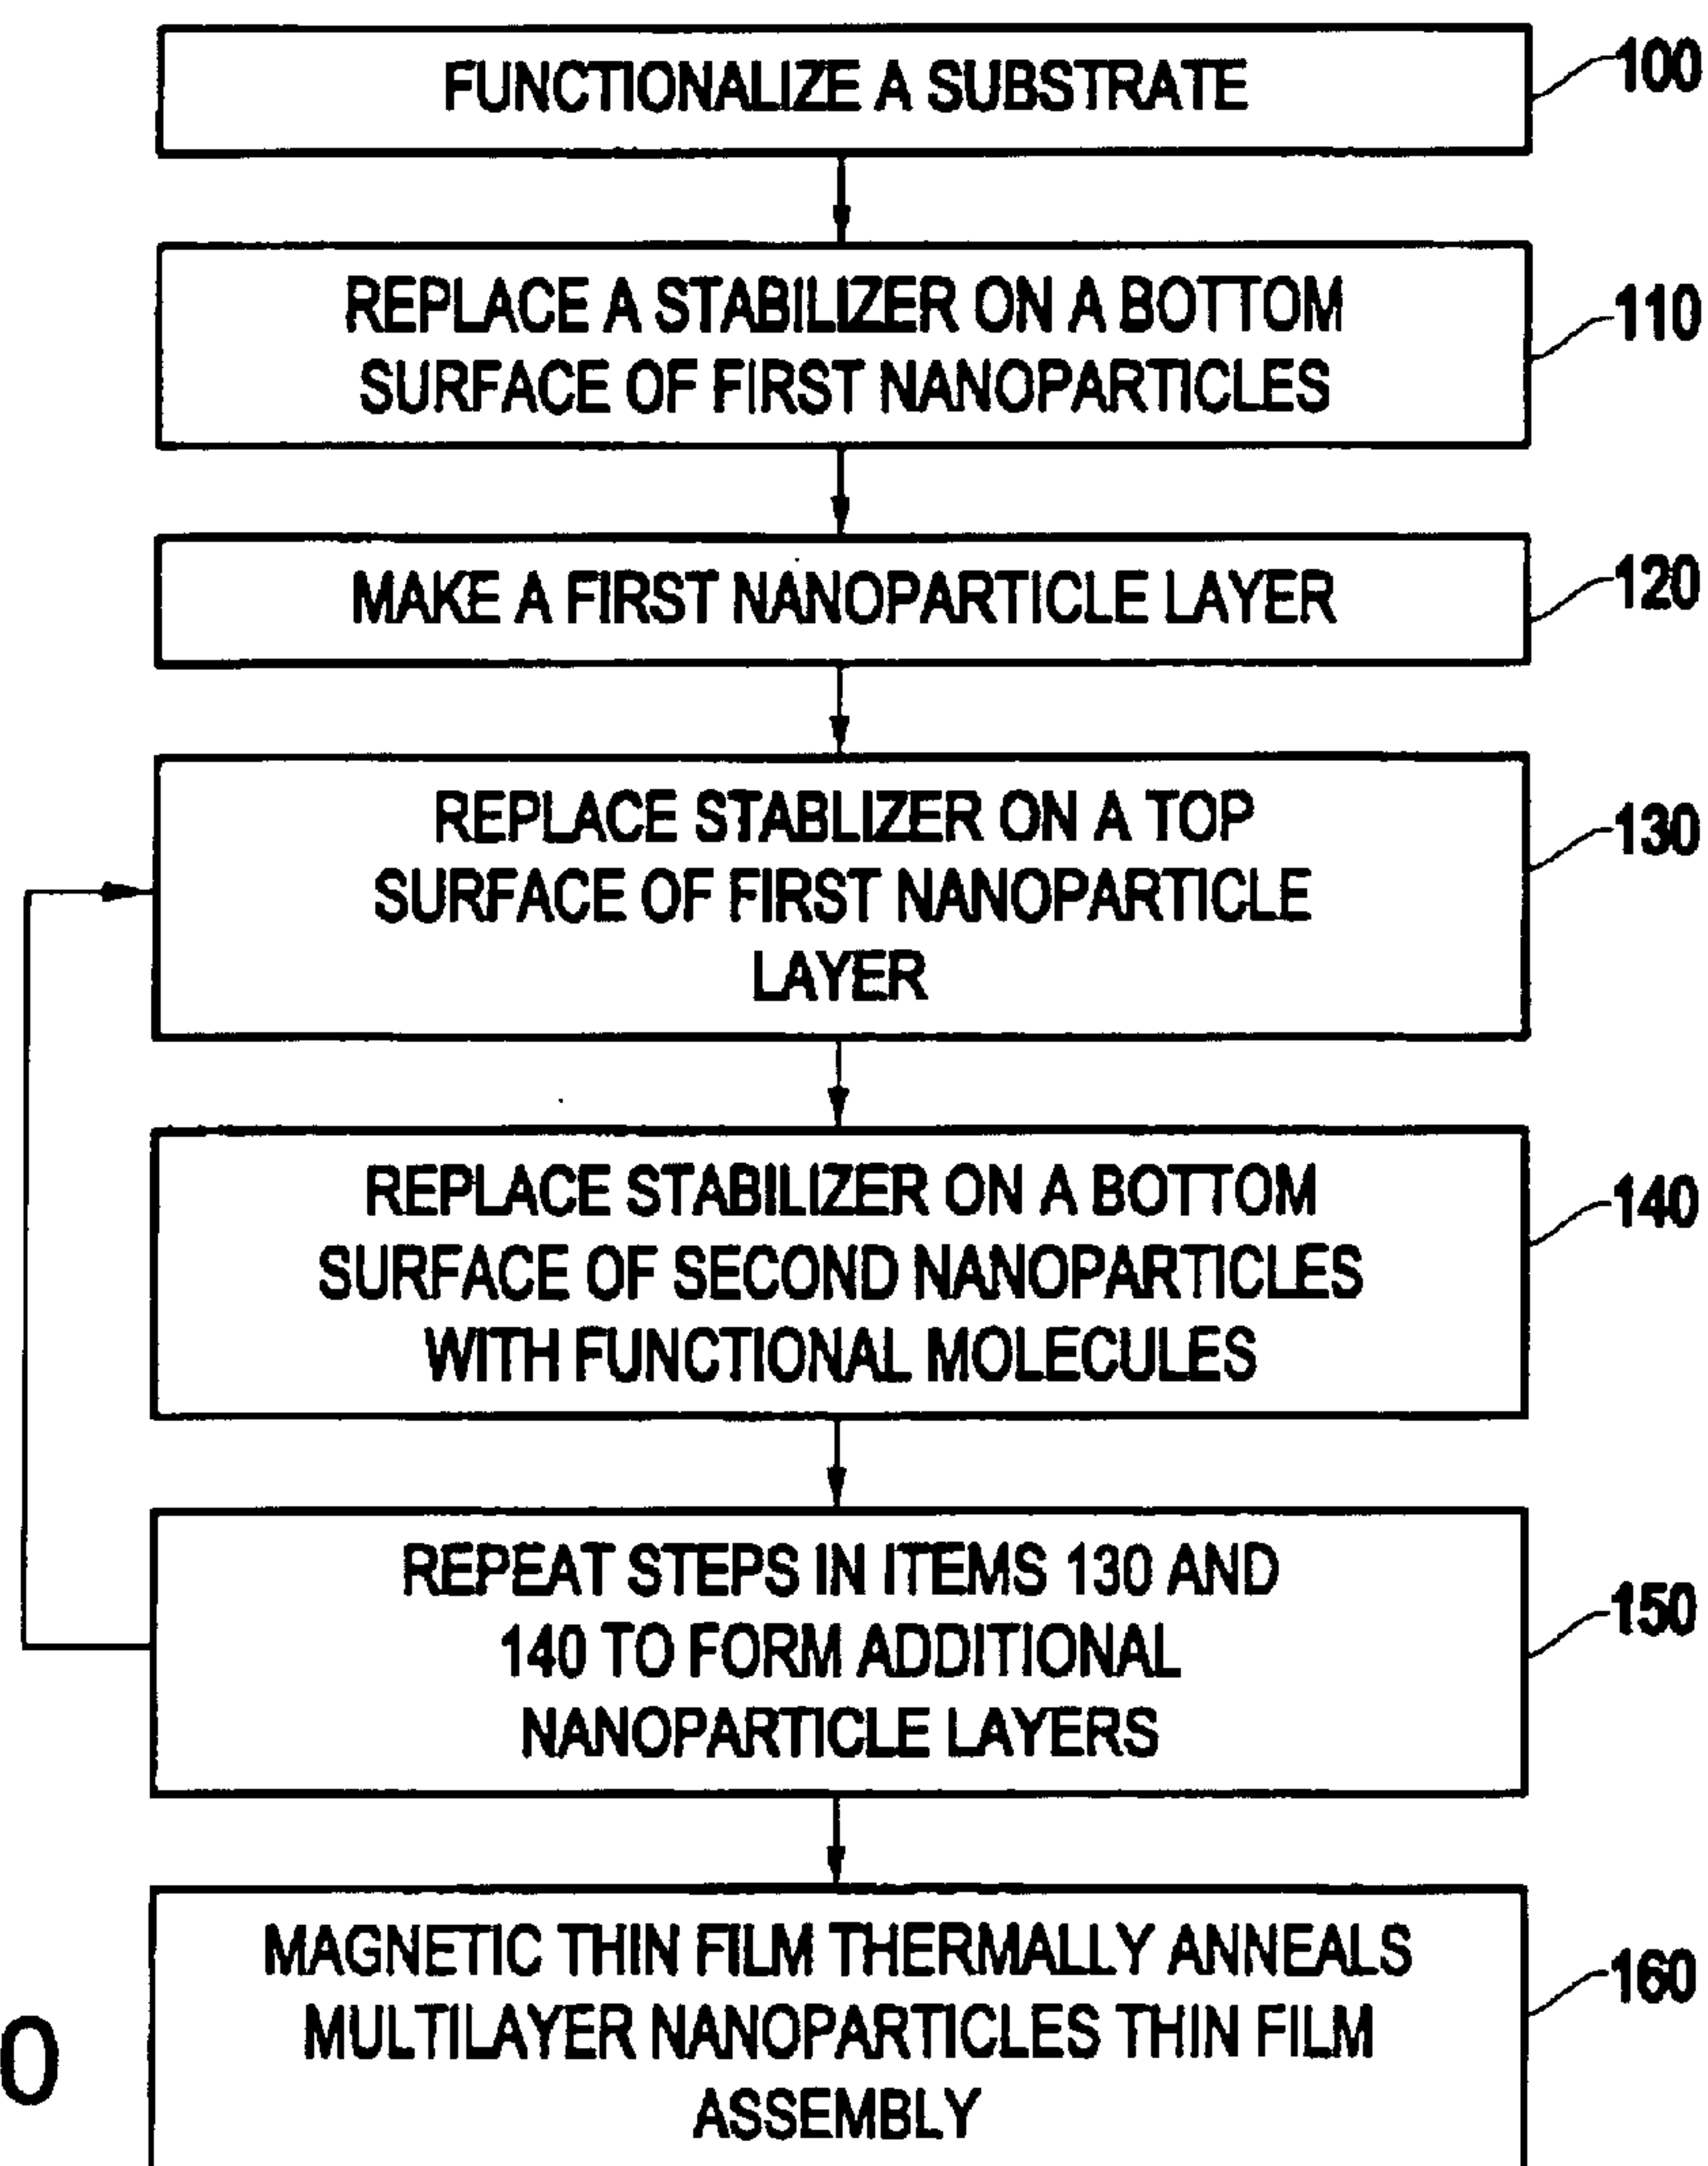 FUNCTIONALIZE A SUBSTRATE
100
REPLACE A STABILIZER ON A BOTTOM
SURFACE OF FIRST NANOPARTICLES
110
MAKE A FIRST NANOPARTICLE LAYER
120
REPLACE STABLIZER ON A TOP
SURFACE OF FIRST NANOPARTICLE
LAYER
130
REPLACE STABILIZER ON A BOTTOM
SURFACE OF SECOND NANOPARTICLES
WITH FUNCTIONAL MOLECULES
140
REPEAT STEPS IN ITEMS 130 AND
140 TO FORM ADDITIONAL
NANOPARTICLE LAYERS
150
MAGNETIC THIN FILM THERMALLY ANNEALS
MULTILAYER NANOPARTICLES THIN FILM
ASSEMBLY
160
0